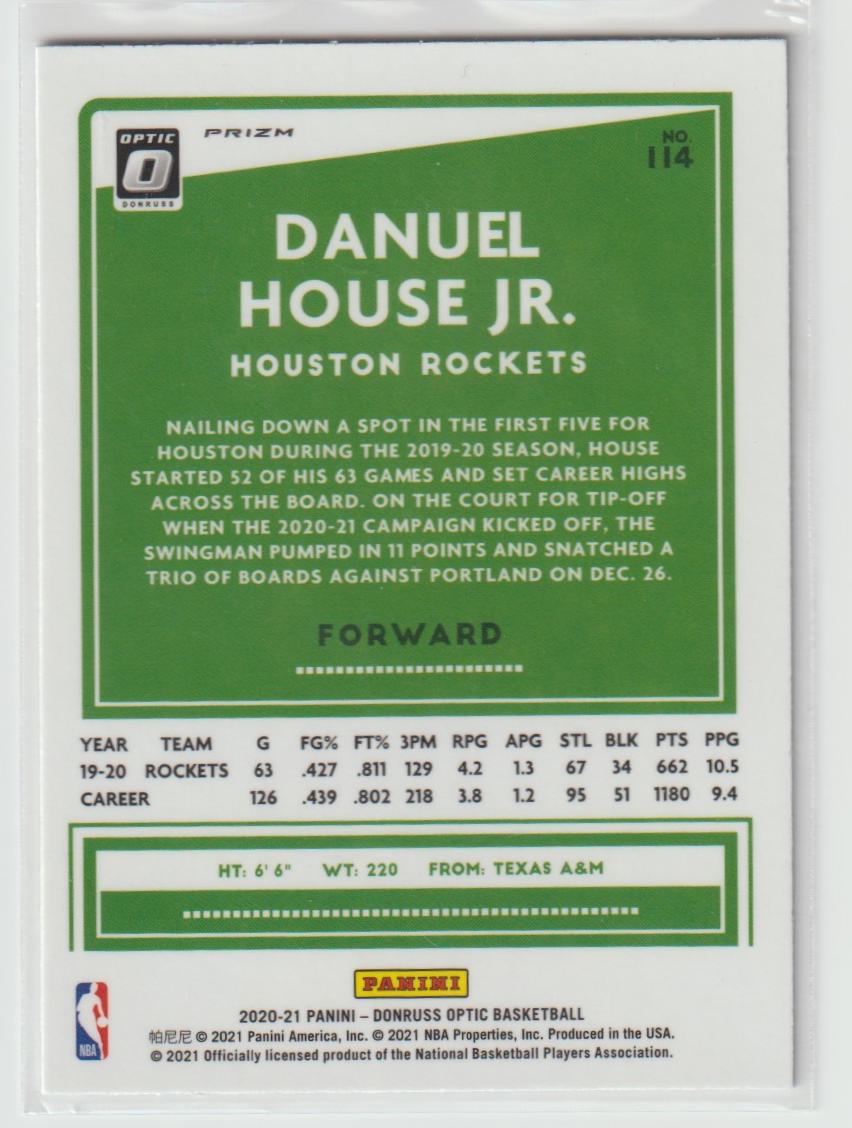 OPTIC
DONRUSS
PRIZM
NO.
114
DANUEL
HOUSE JR.
HOUSTON ROCKETS
NAILING DOWN A SPOT IN THE FIRST FIVE FOR
HOUSTON DURING THE 2019-20 SEASON, HOUSE
STARTED 52 OF HIS 63 GAMES AND SET CAREER HIGHS
ACROSS THE BOARD. ON THE COURT FOR TIP-OFF
WHEN THE 2020-21 CAMPAIGN KICKED OFF, THE
SWINGMAN PUMPED IN 11 POINTS AND SNATCHED A
TRIO OF BOARDS AGAINST PORTLAND ON DEC. 26.
FORWARD
YEAR TEAM G FG% FT% 3PM RPG APG STL BLK PTS PPG
19-20 ROCKETS 63 .427 .811 129 4.2 1.3 67 34 662 10.5
CAREER 126 .439 .802 218 3.8 1.2 95 51 1180 9.4
HT: 6' 6" WT: 220 FROM: TEXAS A&M
PANINI
2020-21 PANINI – DONRUSS OPTIC BASKETBALL
帕尼尼 © 2021 Panini America, Inc. © 2021 NBA Properties, Inc. Produced in the USA.
© 2021 Officially licensed product of the National Basketball Players Association.
NBA